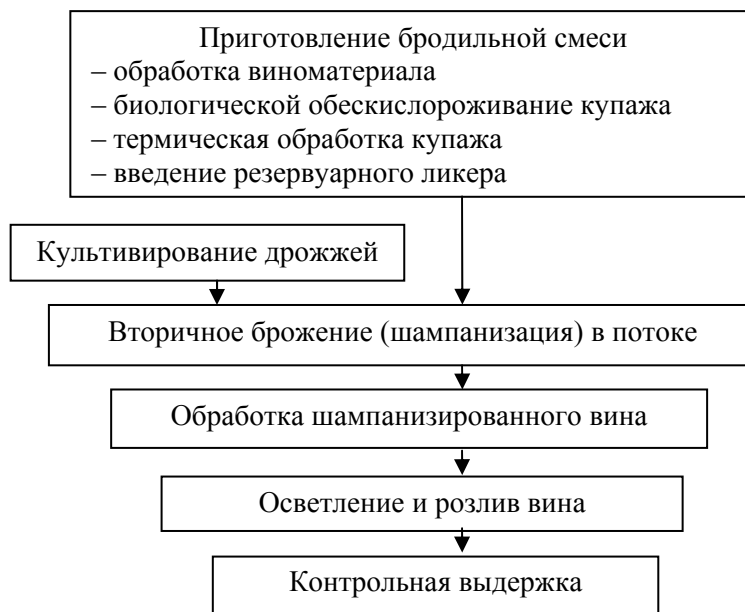 Приготовление бродильной смеси
– обработка виноматериала
– биологической обескислороживание купажа
– термическая обработка купажа
– введение резервуарного ликера
Культивирование дрожжей
Вторичное брожение (шампанизация) в потоке
Обработка шампанизированного вина
Осветление и розлив вина
Контрольная выдержка